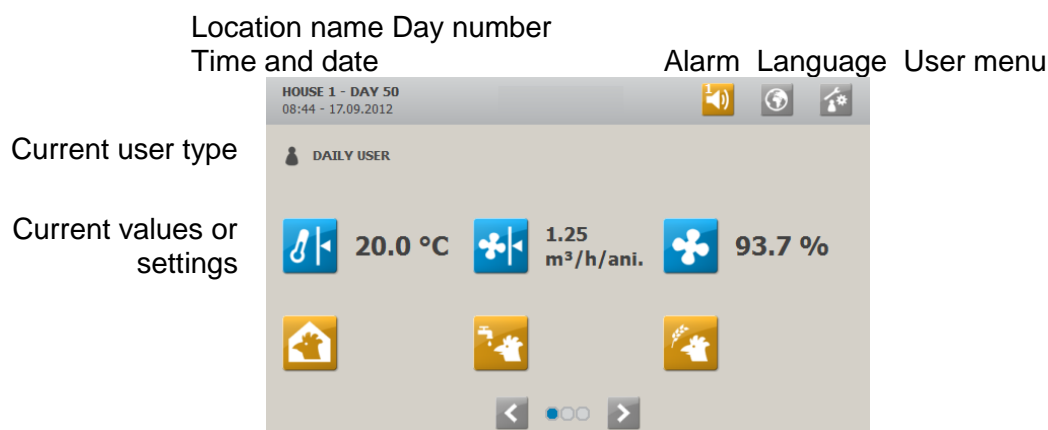 Location name Day number
Time and date
Alarm Language User menu
HOUSE 1 - DAY 50
08:44 - 17.09.2012
1
Current user type
DAILY USER
Current values or
settings
20.0 °C
1.25
m³/h/ani.
93.7 %